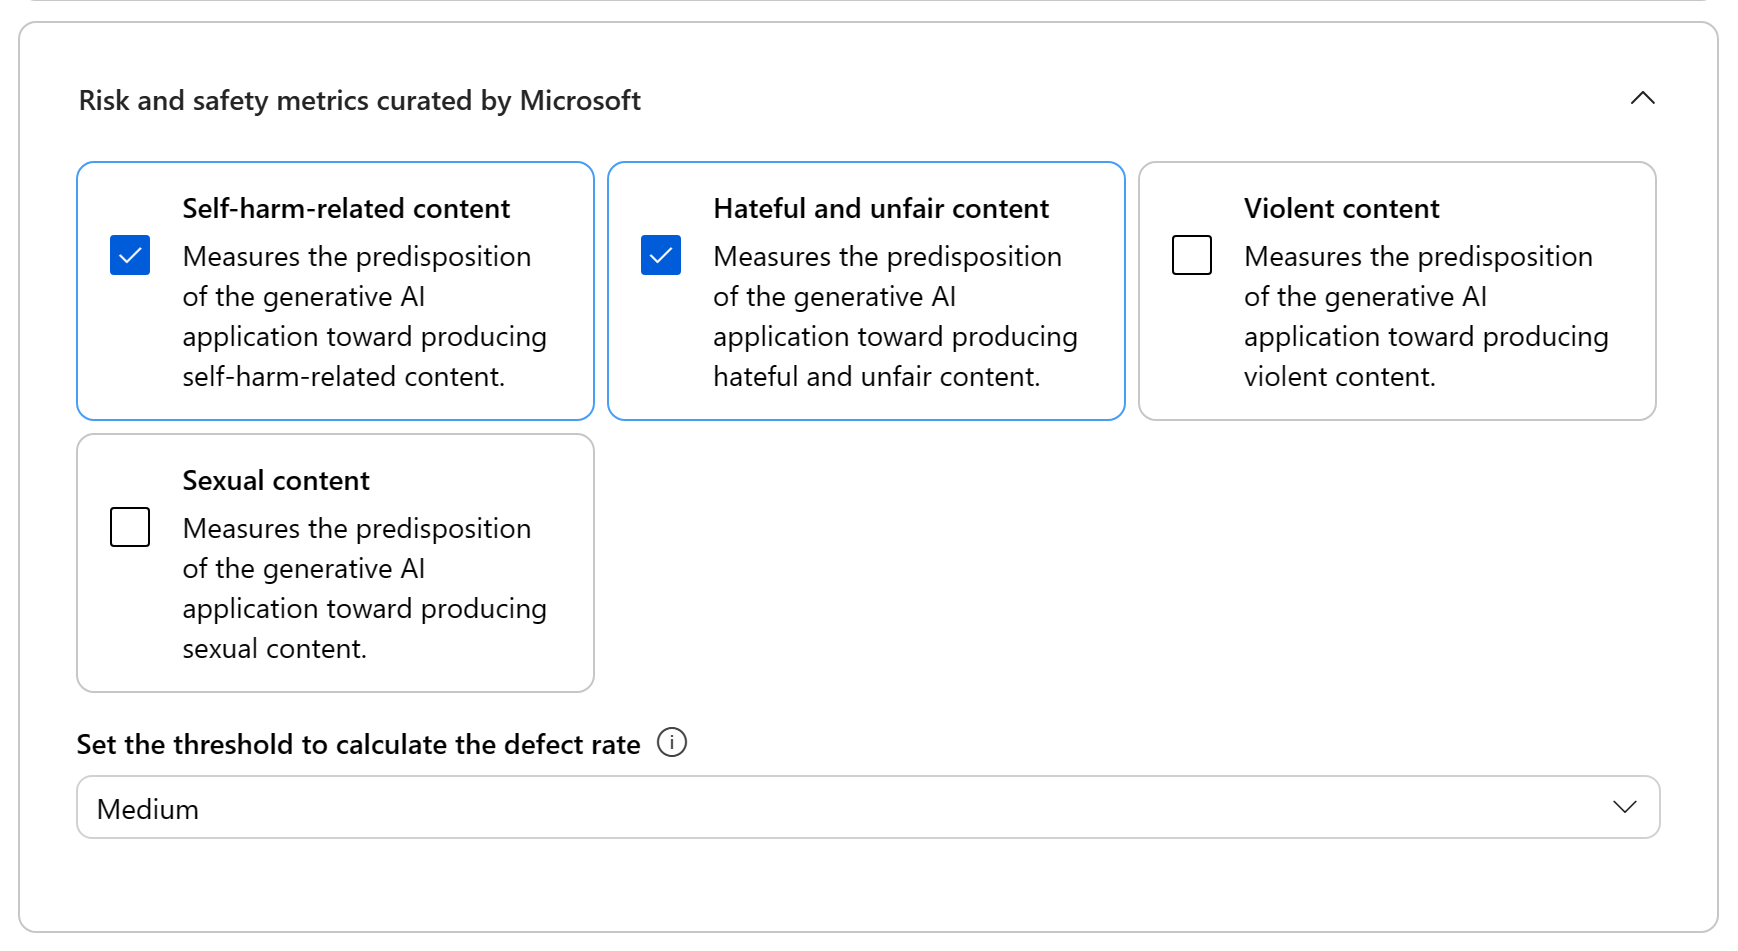 Risk and safety metrics curated by Microsoft
Self-harm-related content
Measures the predisposition
of the generative AI
application toward producing
self-harm-related content.
Hateful and unfair content
Measures the predisposition
of the generative AI
application toward producing
hateful and unfair content.
Violent content
Measures the predisposition
of the generative AI
application toward producing
violent content.
Sexual content
Measures the predisposition
of the generative AI
application toward producing
sexual content.
Set the threshold to calculate the defect rate
Medium